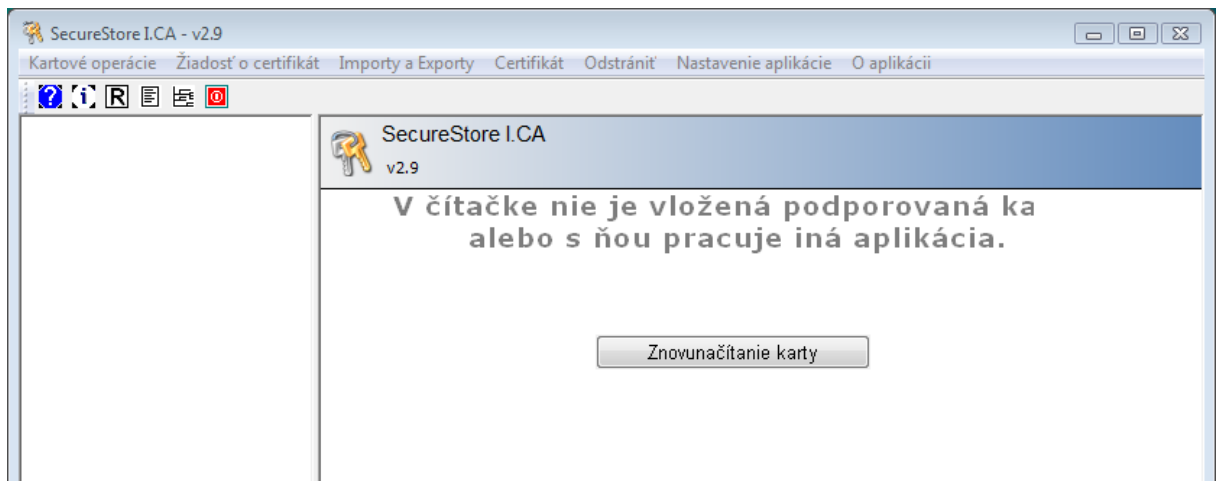 SecureStore I.CA - v2.9
Kartové operácie Žiadosť o certifikát Importy a Exporty Certifikát Odstrániť Nastavenie aplikácie O aplikácii
SecureStore I.CA
v2.9
V čítačke nie je vložená podporovaná ka
alebo s ňou pracuje iná aplikácia.
Znovunačítanie karty